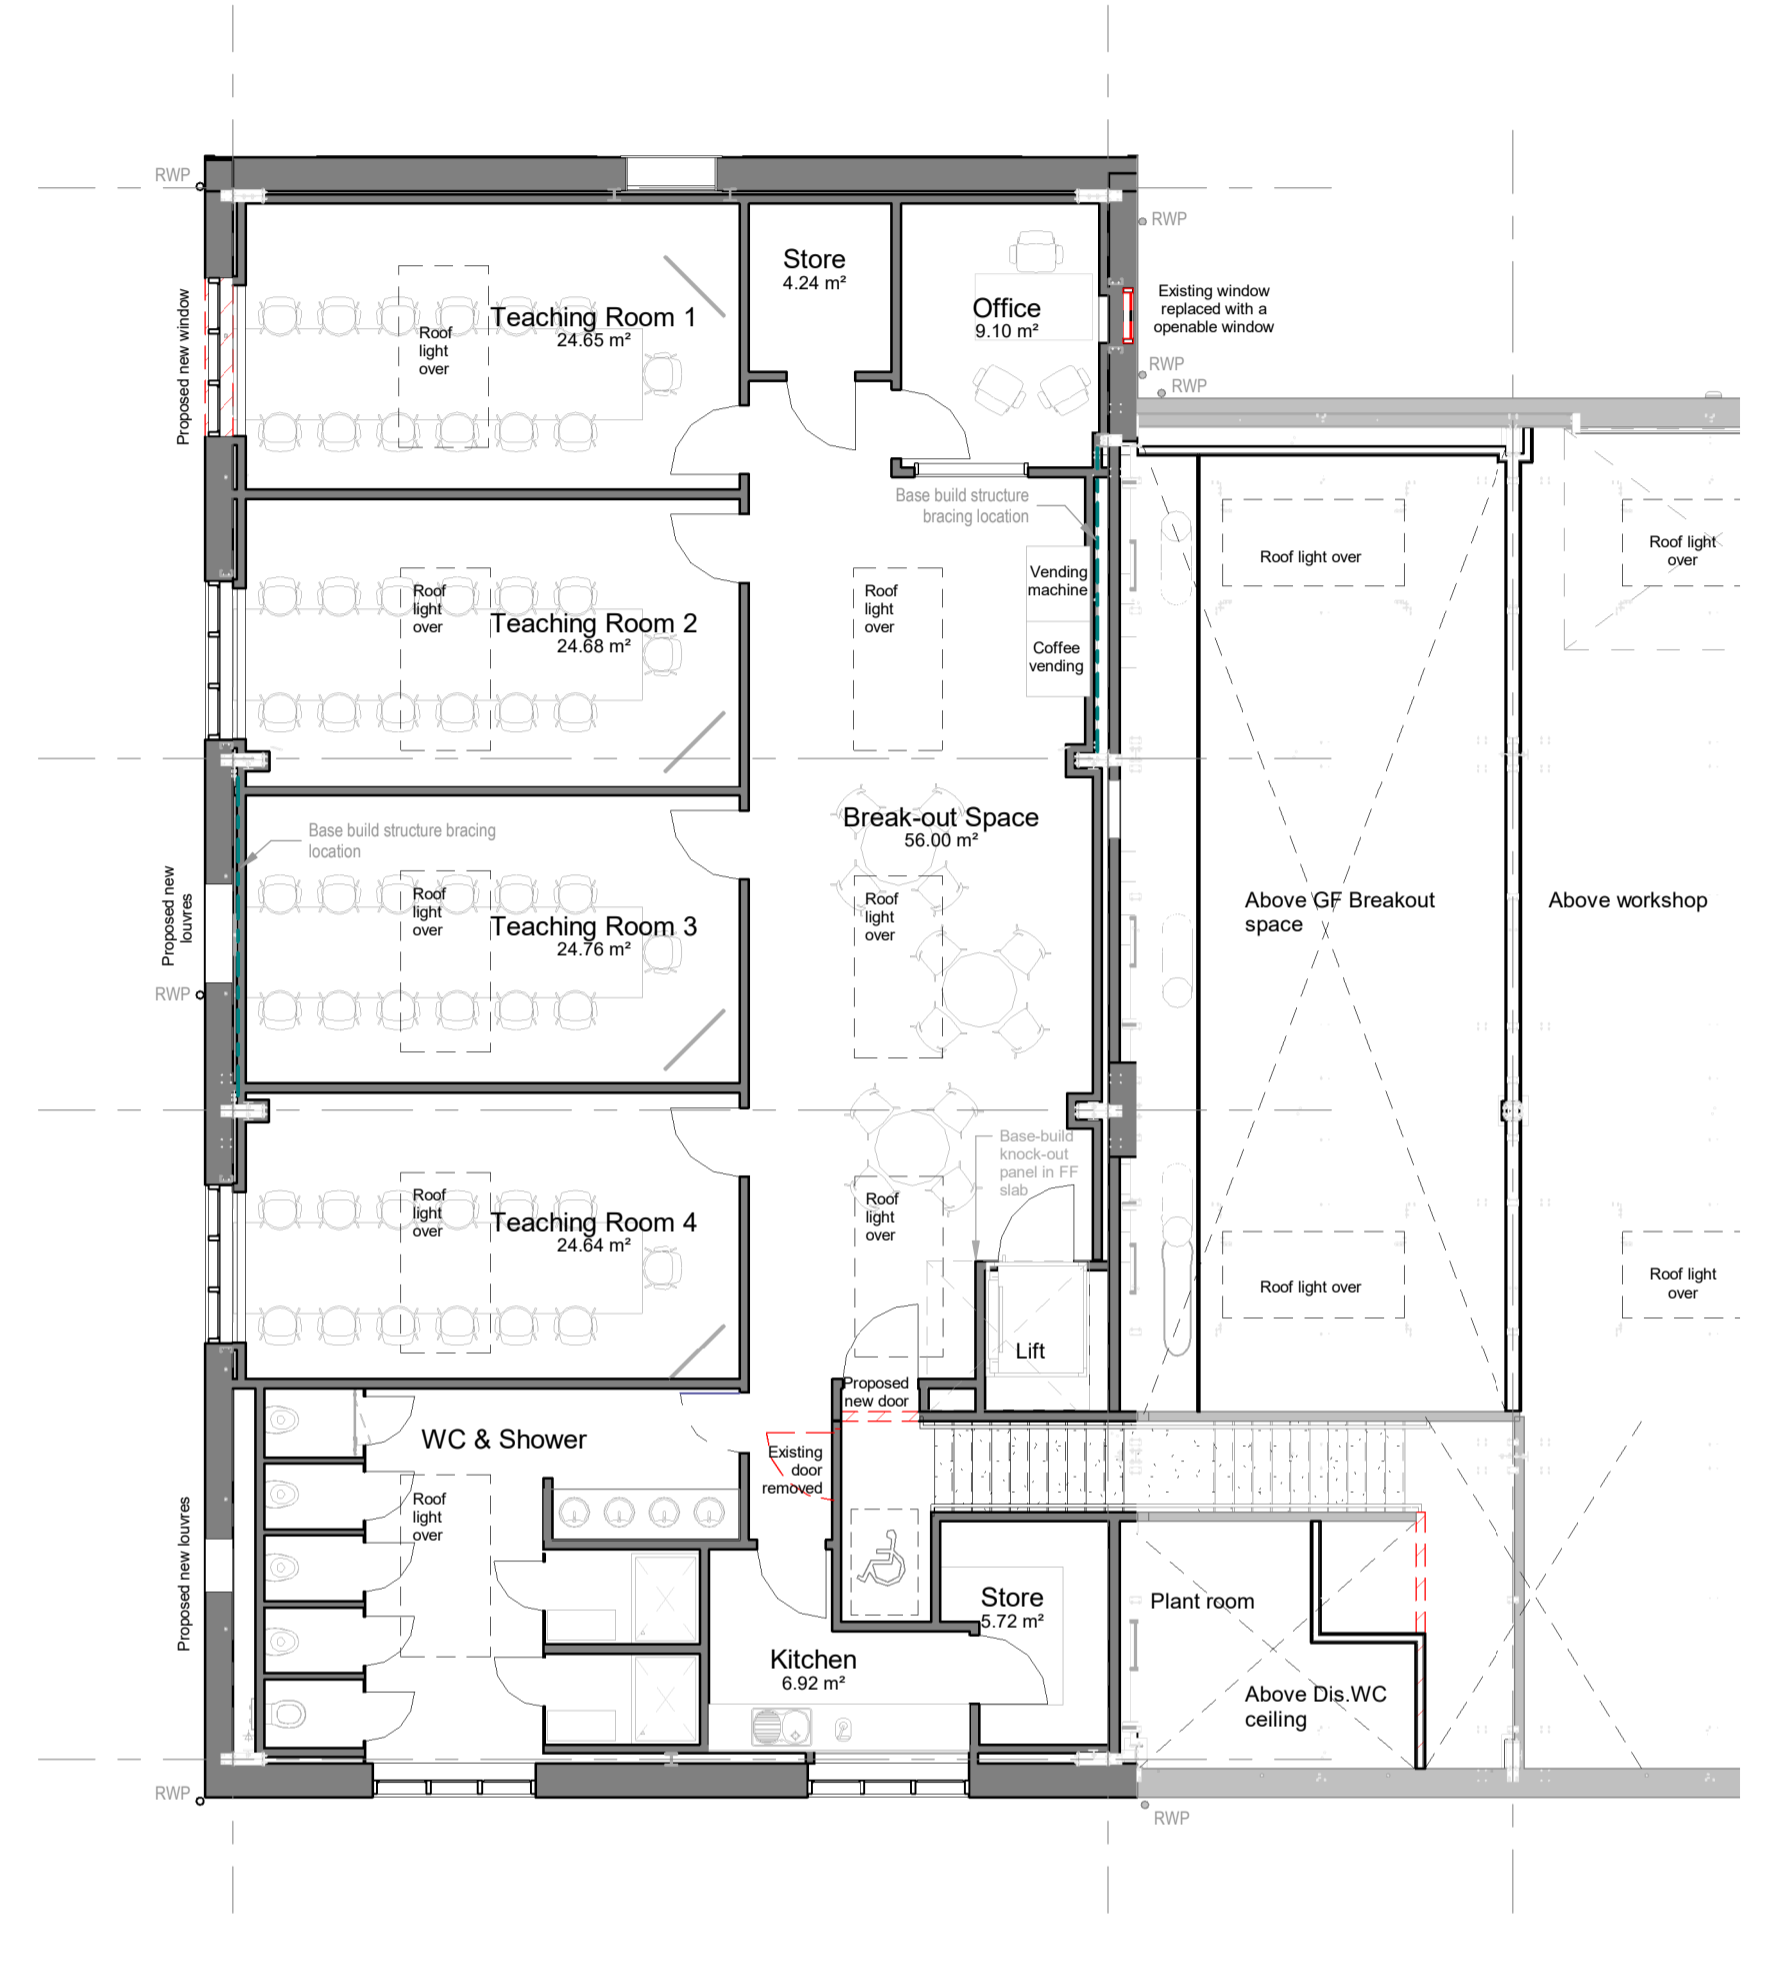 RWP
RWP
Store
4.24 m²
Office
9.10 m²
Existing window
replaced with a
openable window
Proposed new window
Teaching Room 1
24.65 m²
Roof
light
over
RWP
RWP
Base build structure
bracing location
Roof light over
Roof light
over
Vending
machine
Coffee
vending
Roof
light
over
Teaching Room 2
24.68 m²
Roof
light
over
Break-out Space
56.00 m²
Base build structure bracing
location
Proposed new
louvres
Roof
light
over
Teaching Room 3
24.76 m²
Roof
light
over
Above GF Breakout
space
Above workshop
RWP
Base-build
knock-out
panel in FF
slab
Roof
light
over
Teaching Room 4
24.64 m²
Roof
light
over
Roof light over
Roof light
over
Lift
Proposed
new door
WC & Shower
Existing
door
removed
Roof
light
over
Proposed new louvres
Store
5.72 m²
Plant room
Kitchen
6.92 m²
Above Dis.WC
ceiling
RWP
RWP